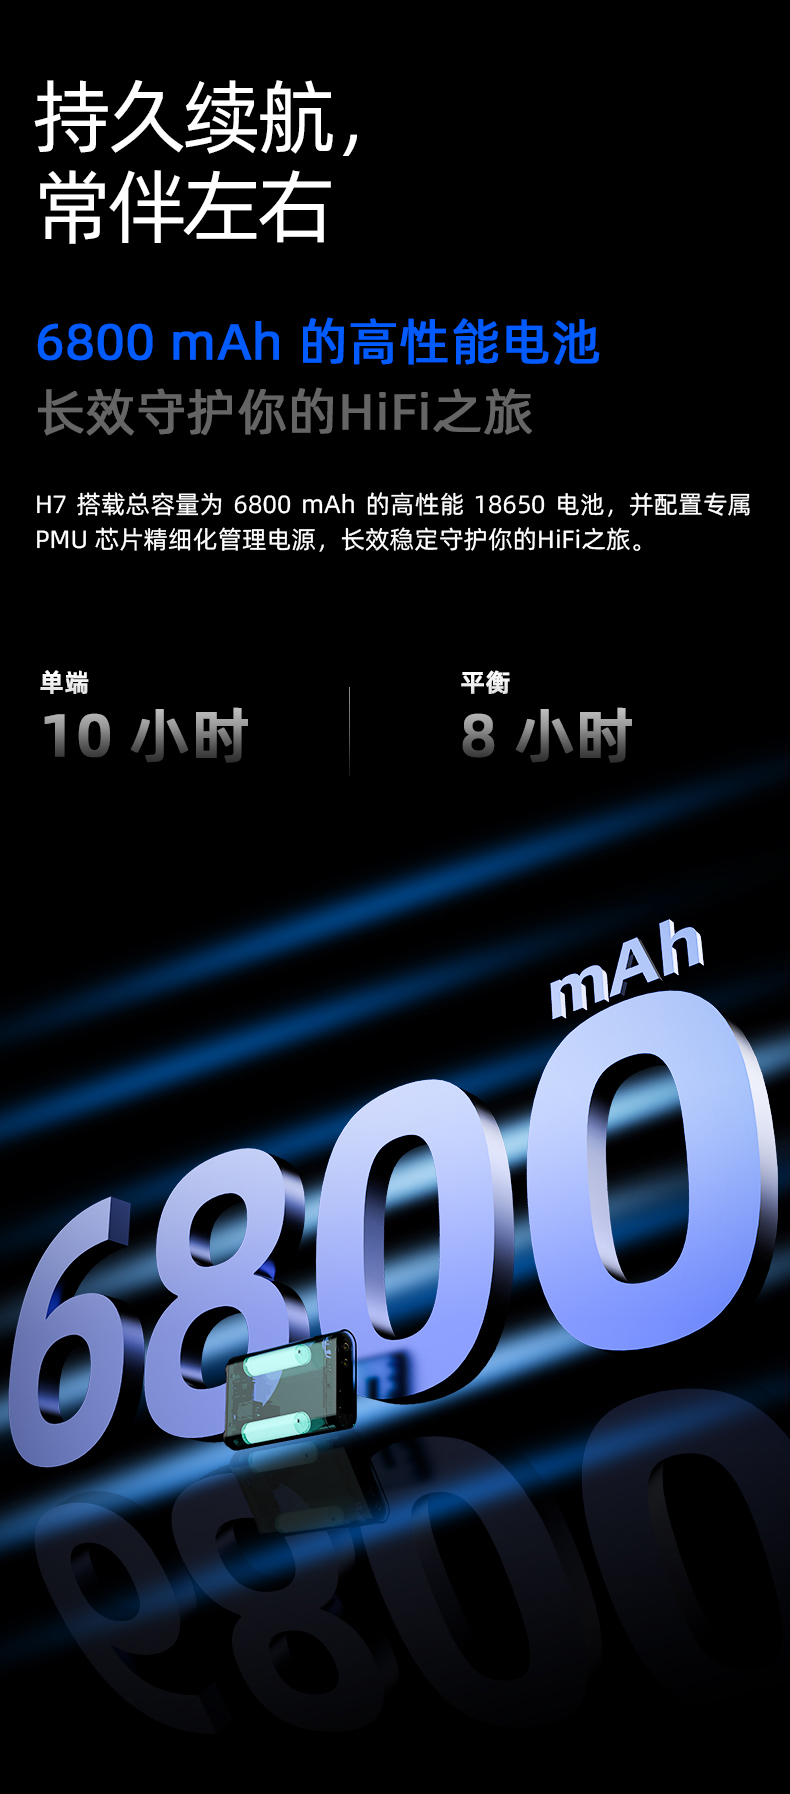 持久续航，
常伴左右
6800 mAh 的高性能电池
长效守护你的HiFi之旅
H7 搭载总容量为 6800 mAh 的高性能 18650 电池，并配置专属
PMU 芯片精细化管理电源，长效稳定守护你的HiFi之旅。
单端
10 小时
平衡
8 小时
mAh
6800